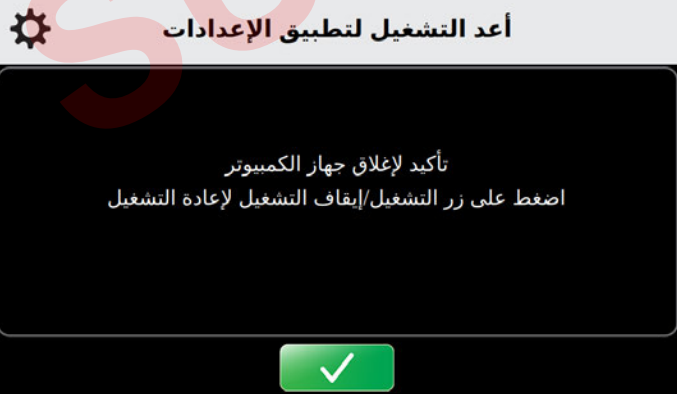 أعد التشغيل لتطبيق الإعدادات
تأكيد لإغلاق جهاز الكمبيوتر
اضغط على زر التشغيل/إيقاف التشغيل لإعادة التشغيل